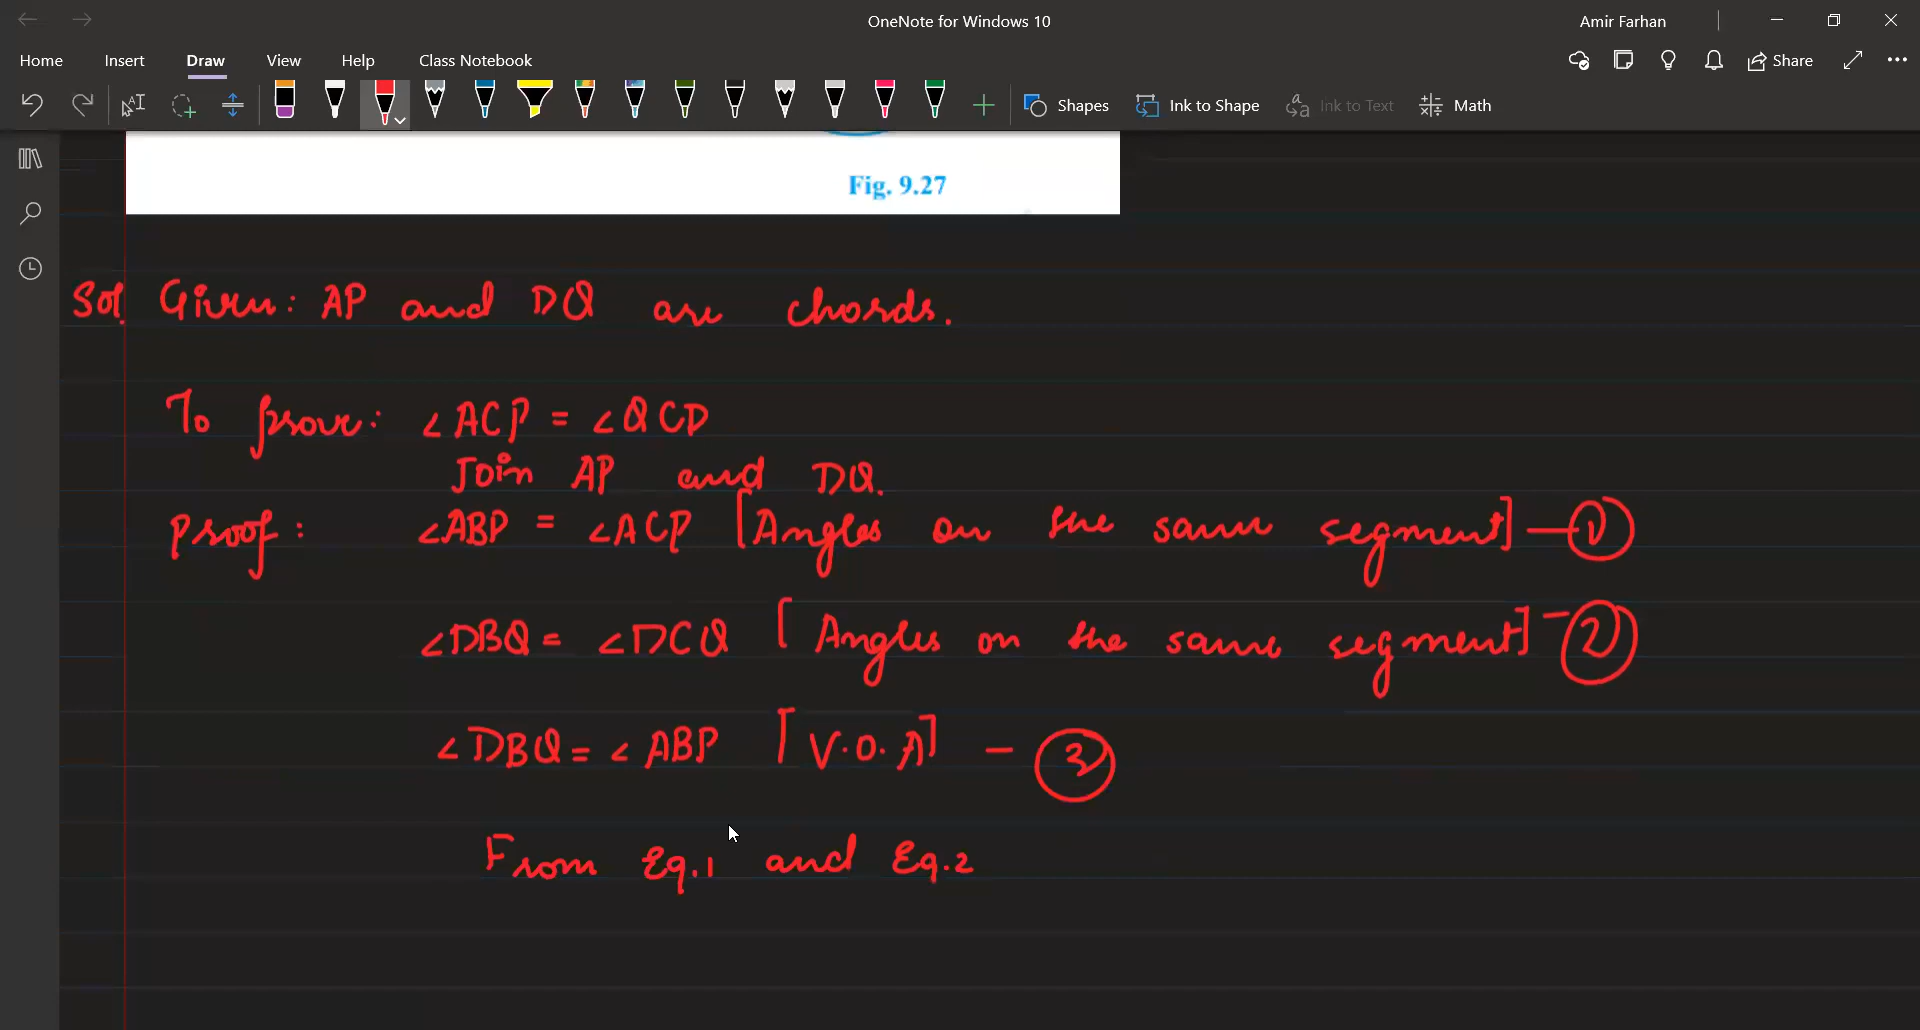 OneNote for Windows 10
Amir Farhan
Home Insert Draw View Help Class Notebook
Share
Shapes Ink to Shape Ink to Text Math
Fig. 9.27
Sol. Given: AP and DQ are chords.
To prove: ∠ACP = ∠QCD
Join AP and DQ.
Proof: ∠ABP = ∠ACP [Angles on the same segment] — ①
∠DBQ = ∠DCQ [Angles on the same segment] - ②
∠DBQ = ∠ABP [V.O.A] - ③
From Eq.1 and Eq.2